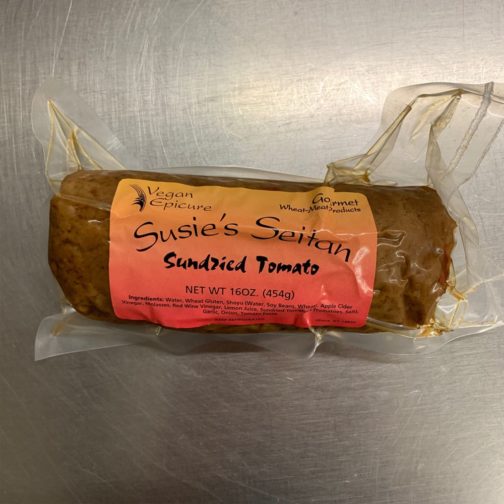 Vegan
Epicure
Gourmet
Wheat-Meat Products
Susie's Seitan
Sundried Tomato
NET WT 16OZ. (454g)
Ingredients: Water, Wheat Gluten, Shoyu (Water, Soy Beans, Wheat), Apple Cider
Vinegar, Molasses, Red Wine Vinegar, Lemon Juice, Sundried Tomatoes (Tomatoes, Salt),
Garlic, Onion, Tomato Paste